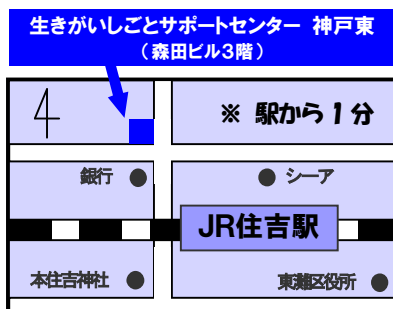 生きがいしごとサポートセンター 神戸東
(森田ビル3階)
4
※ 駅から1分
銀行
シーア
JR住吉駅
本住吉神社
東灘区役所